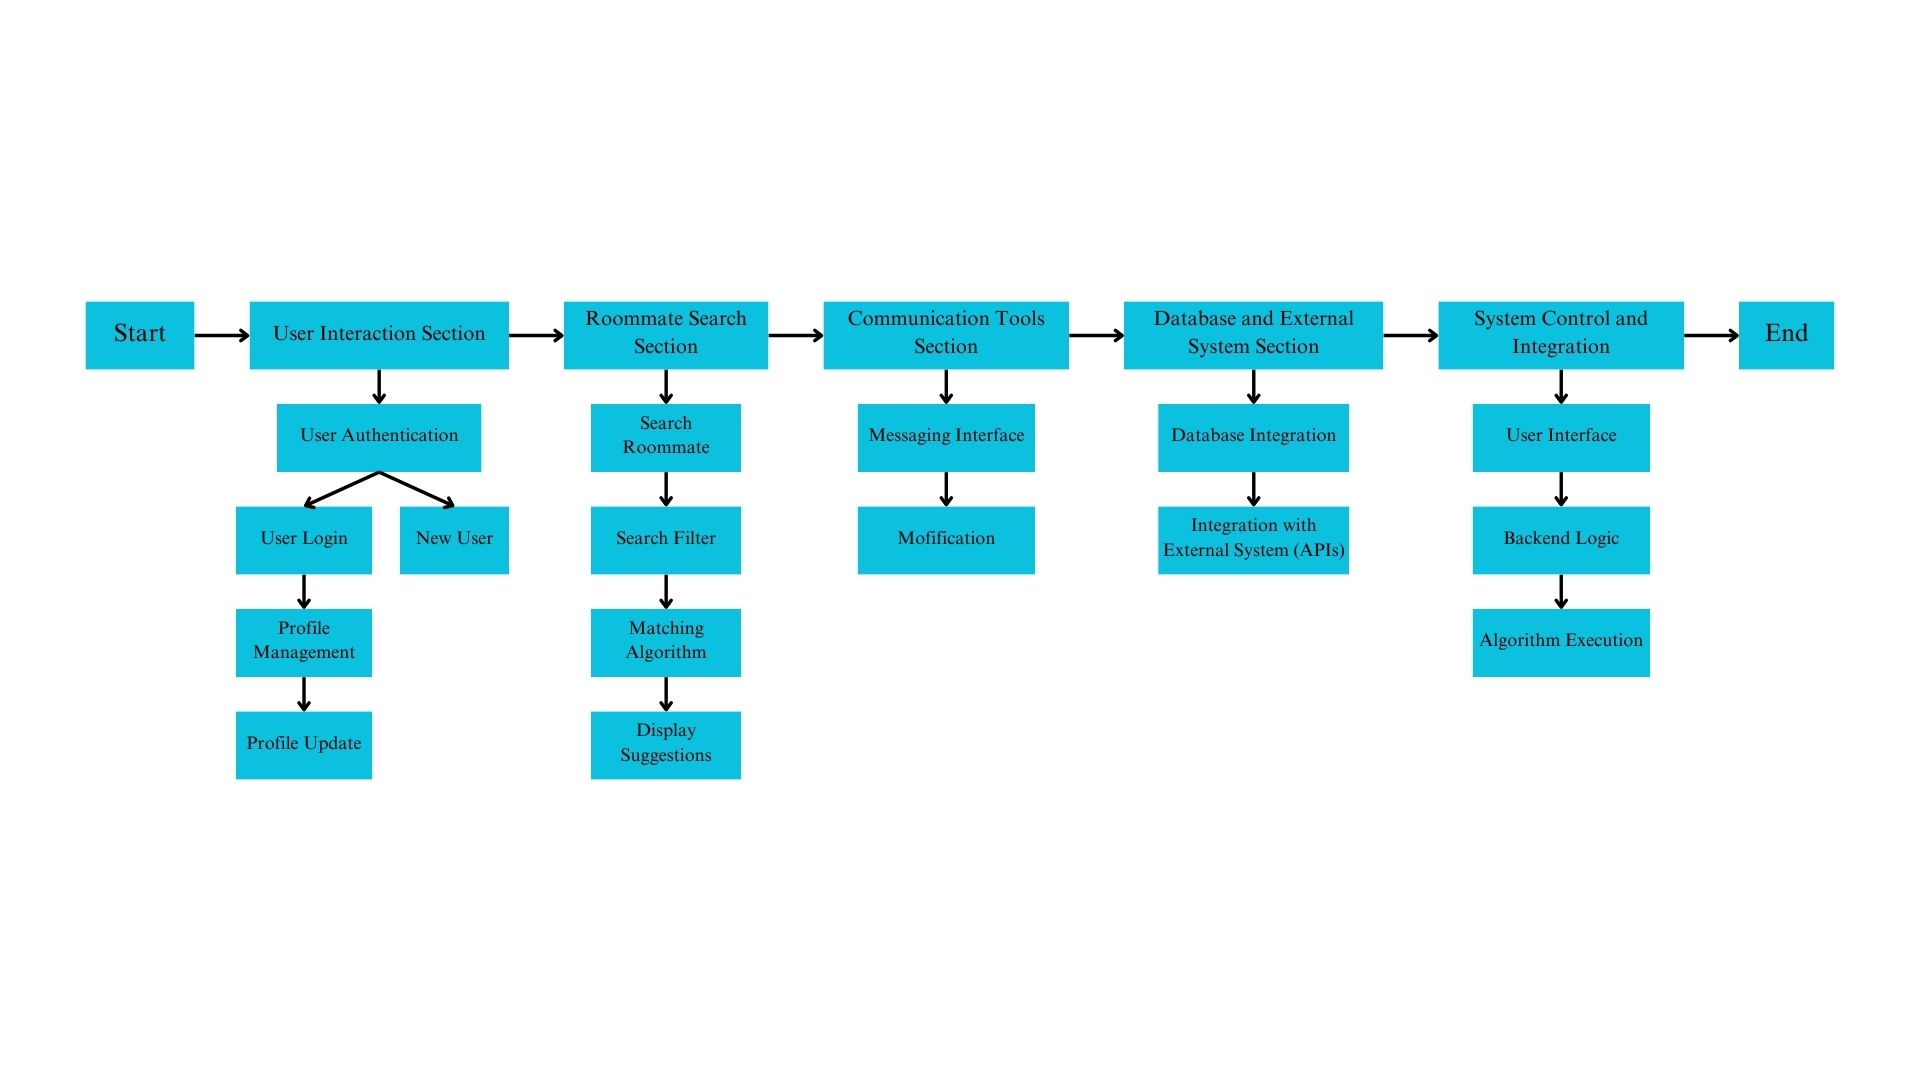 Start
User Interaction Section
Roommate Search
Section
Communication Tools
Section
Database and External
System Section
System Control and
Integration
End
User Authentication
Search
Roommate
Messaging Interface
Database Integration
User Interface
User Login
New User
Search Filter
Mofification
Integration with
External System (APIs)
Backend Logic
Profile
Management
Matching
Algorithm
Algorithm Execution
Profile Update
Display
Suggestions